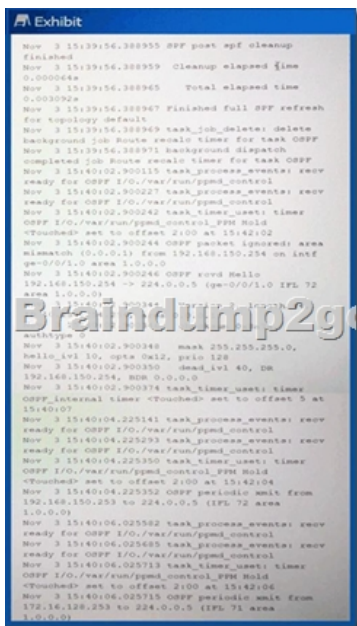 Exhibit
Nov 3 15:39:56.388955 SPF post spf cleanup
finished
Nov 3 15:39:56.388959 Cleanup elapsed time
0.000064s
Nov 3 15:39:56.388965 Total elapsed time
0.003092s
Nov 3 15:39:56.388967 Finished full SPF refresh
for topology default
Nov 3 15:39:56.388969 task_job_delete: delete
background job Route recalc timer for task OSPF
Nov 3 15:39:56.388971 background dispatch
completed job Route recalc timer for task OSPF
Nov 3 15:40:02.900115 task_process_events: recv
ready for OSPF I/O./var/run/ppmd_control
Nov 3 15:40:02.900227 task_process_events: recv
ready for OSPF I/O./var/run/ppmd_control
Nov 3 15:40:02.900242 task_timer_uset: timer
OSPF I/O./var/run/ppmd_control_PPM Hold
<Touched> set to offset 2:00 at 15:42:02
Nov 3 15:40:02.900244 OSPF packet ignored: area
mismatch (0.0.0.1) from 192.168.150.254 on intf
ge-0/0/1.0 area 1.0.0.0
Nov 3 15:40:02.900246 OSPF rcvd Hello
192.168.150.254 -> 224.0.0.5 (ge-0/0/1.0 IFL 72
area 1.0.0.0)
Braindump2go
authtype 0
Nov 3 15:40:02.900348 mask 255.255.255.0,
hello_ivl 10, opts 0x12, prio 128
Nov 3 15:40:02.900350 dead_ivl 40, DR
192.168.150.254, BDR 0.0.0.0
Nov 3 15:40:02.900374 task_timer_uset: timer
OSPF_internal timer <Touched> set to offset 5 at
15:40:07
Nov 3 15:40:04.225141 task_process_events: recv
ready for OSPF I/O./var/run/ppmd_control
Nov 3 15:40:04.225293 task_process_events: recv
ready for OSPF I/O./var/run/ppmd_control
Nov 3 15:40:04.225350 task_timer_uset: timer
OSPF I/O./var/run/ppmd_control_PPM Hold
<Touched> set to offset 2:00 at 15:42:04
Nov 3 15:40:04.225352 OSPF periodic xmit from
192.168.150.253 to 224.0.0.5 (IFL 72 area
1.0.0.0)
Nov 3 15:40:06.025582 task_process_events: recv
ready for OSPF I/O./var/run/ppmd_control
Nov 3 15:40:06.025685 task_process_events: recv
ready for OSPF I/O./var/run/ppmd_control
Nov 3 15:40:06.025713 task_timer_uset: timer
OSPF I/O./var/run/ppmd_control_PPM Hold
<Touched> set to offset 2:00 at 15:42:06
Nov 3 15:40:06.025715 OSPF periodic xmit from
172.16.128.253 to 224.0.0.5 (IFL 71 area
1.0.0.0)